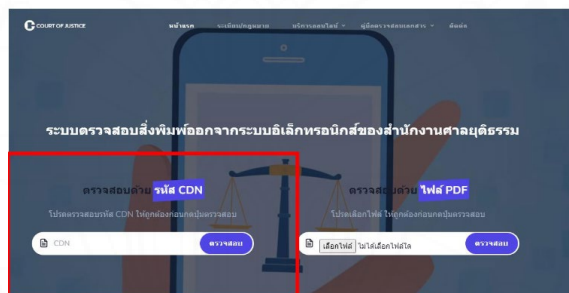 COURT OF JUSTICE
หน้าแรก ระเบียบ/กฎหมาย บริการออนไลน์ คู่มือตรวจสอบเอกสาร ติดต่อ
ระบบตรวจสอบสิ่งพิมพ์ออกจากระบบอิเล็กทรอนิกส์ของสำนักงานศาลยุติธรรม
ตรวจสอบด้วย รหัส CDN
โปรดตรวจสอบรหัส CDN ให้ถูกต้องก่อนกดปุ่มตรวจสอบ
CDN ตรวจสอบ
ตรวจสอบด้วย ไฟล์ PDF
โปรดเลือกไฟล์ ให้ถูกต้องก่อนกดปุ่มตรวจสอบ
เลือกไฟล์ ไม่ได้เลือกไฟล์ใด ตรวจสอบ